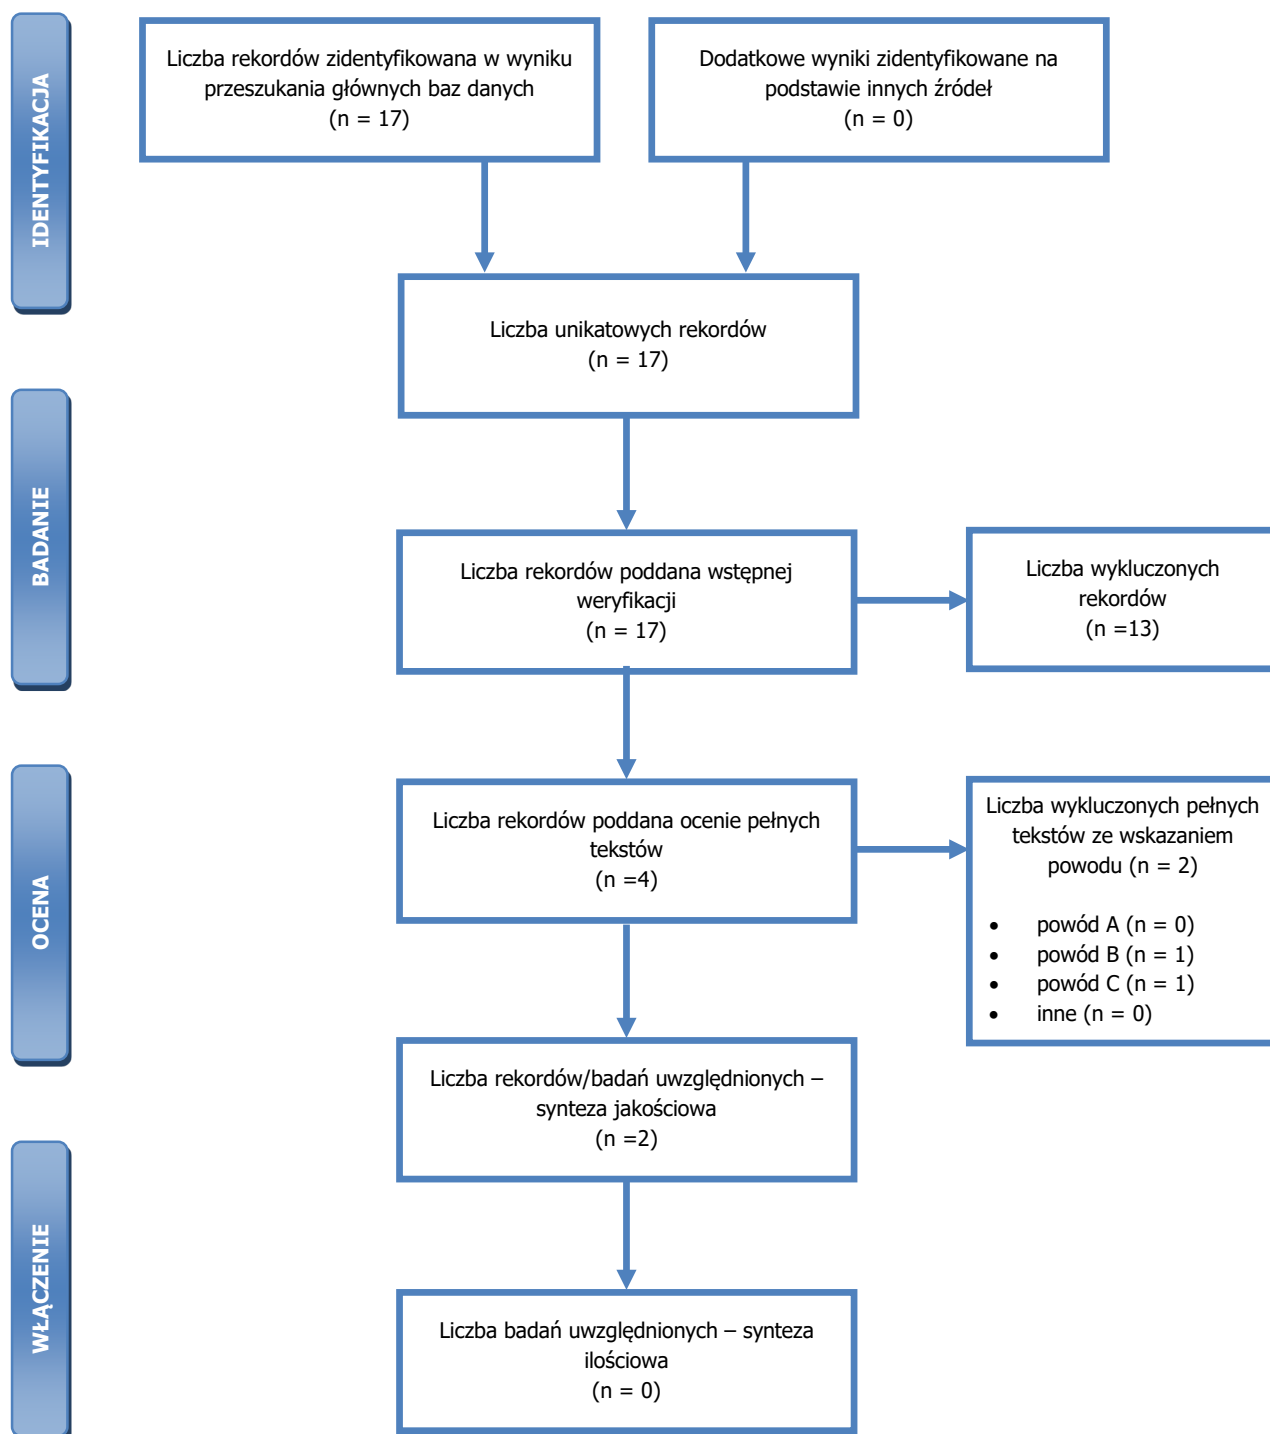 IDENTYFIKACJA
Liczba rekordów zidentyfikowana w wyniku
przeszukania głównych baz danych
(n = 17)
Dodatkowe wyniki zidentyfikowane na
podstawie innych źródeł
(n = 0)
Liczba unikatowych rekordów
(n = 17)
BADANIE
Liczba rekordów poddana wstępnej
weryfikacji
(n = 17)
Liczba wykluczonych
rekordów
(n =13)
OCENA
Liczba rekordów poddana ocenie pełnych
tekstów
(n =4)
Liczba wykluczonych pełnych
tekstów ze wskazaniem
powodu (n = 2)
• powód A (n = 0)
• powód B (n = 1)
• powód C (n = 1)
• inne (n = 0)
Liczba rekordów/badań uwzględnionych –
synteza jakościowa
(n =2)
WŁĄCZENIE
Liczba badań uwzględnionych – synteza
ilościowa
(n = 0)